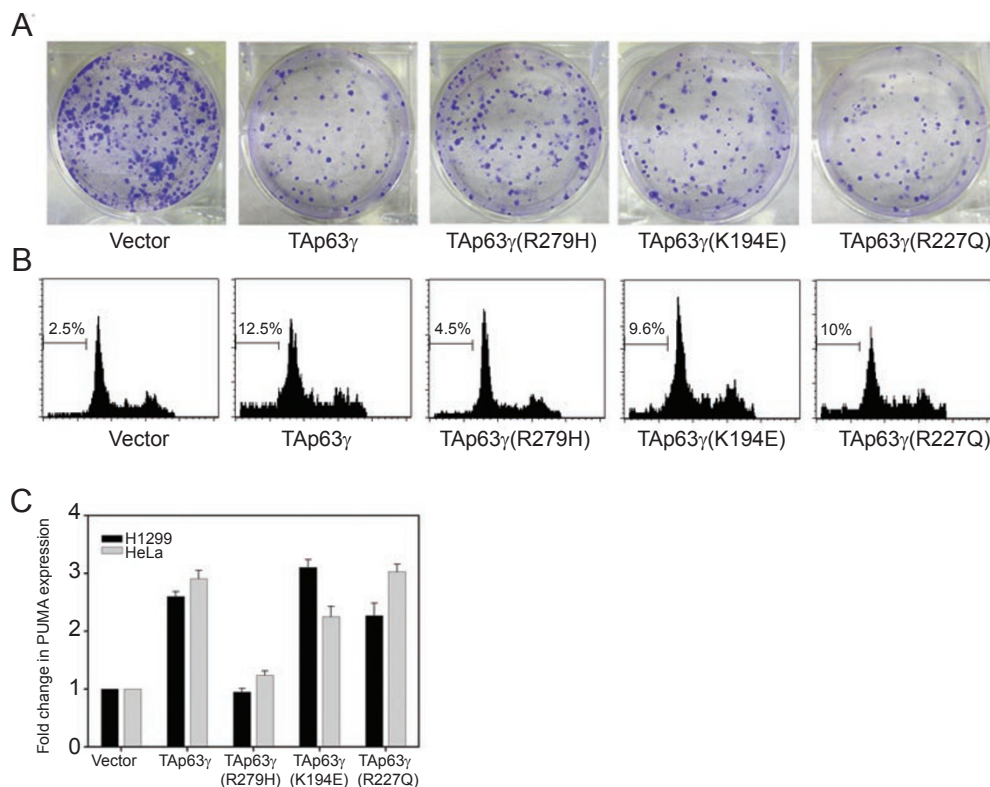 A
Vector TAp63γ TAp63γ(R279H) TAp63γ(K194E) TAp63γ(R227Q)
B
2.5% 12.5% 4.5% 9.6% 10%
Vector TAp63γ TAp63γ(R279H) TAp63γ(K194E) TAp63γ(R227Q)
C
Fold change in PUMA expression
4
3
2
1
0
H1299
HeLa
Vector TAp63γ TAp63γ TAp63γ TAp63γ
(R279H) (K194E) (R227Q)